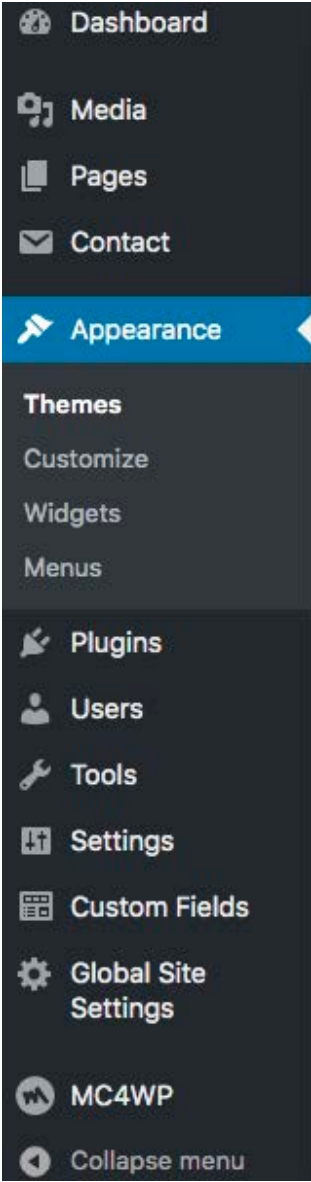 Dashboard
Media
Pages
Contact
Appearance
Themes
Customize
Widgets
Menus
Plugins
Users
Tools
Settings
Custom Fields
Global Site
Settings
MC4WP
Collapse menu